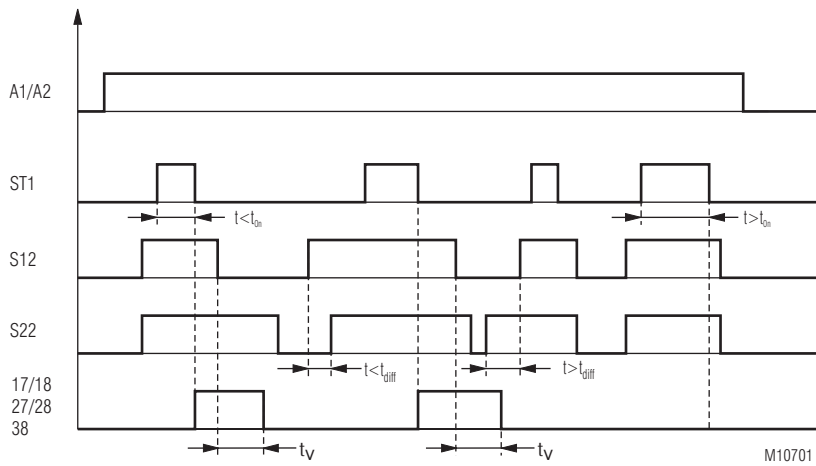 A1/A2
ST1
t<t0n
t>t0n
S12
S22
t<tdiff
t>tdiff
17/18
27/28
38
tv
tv
M10701